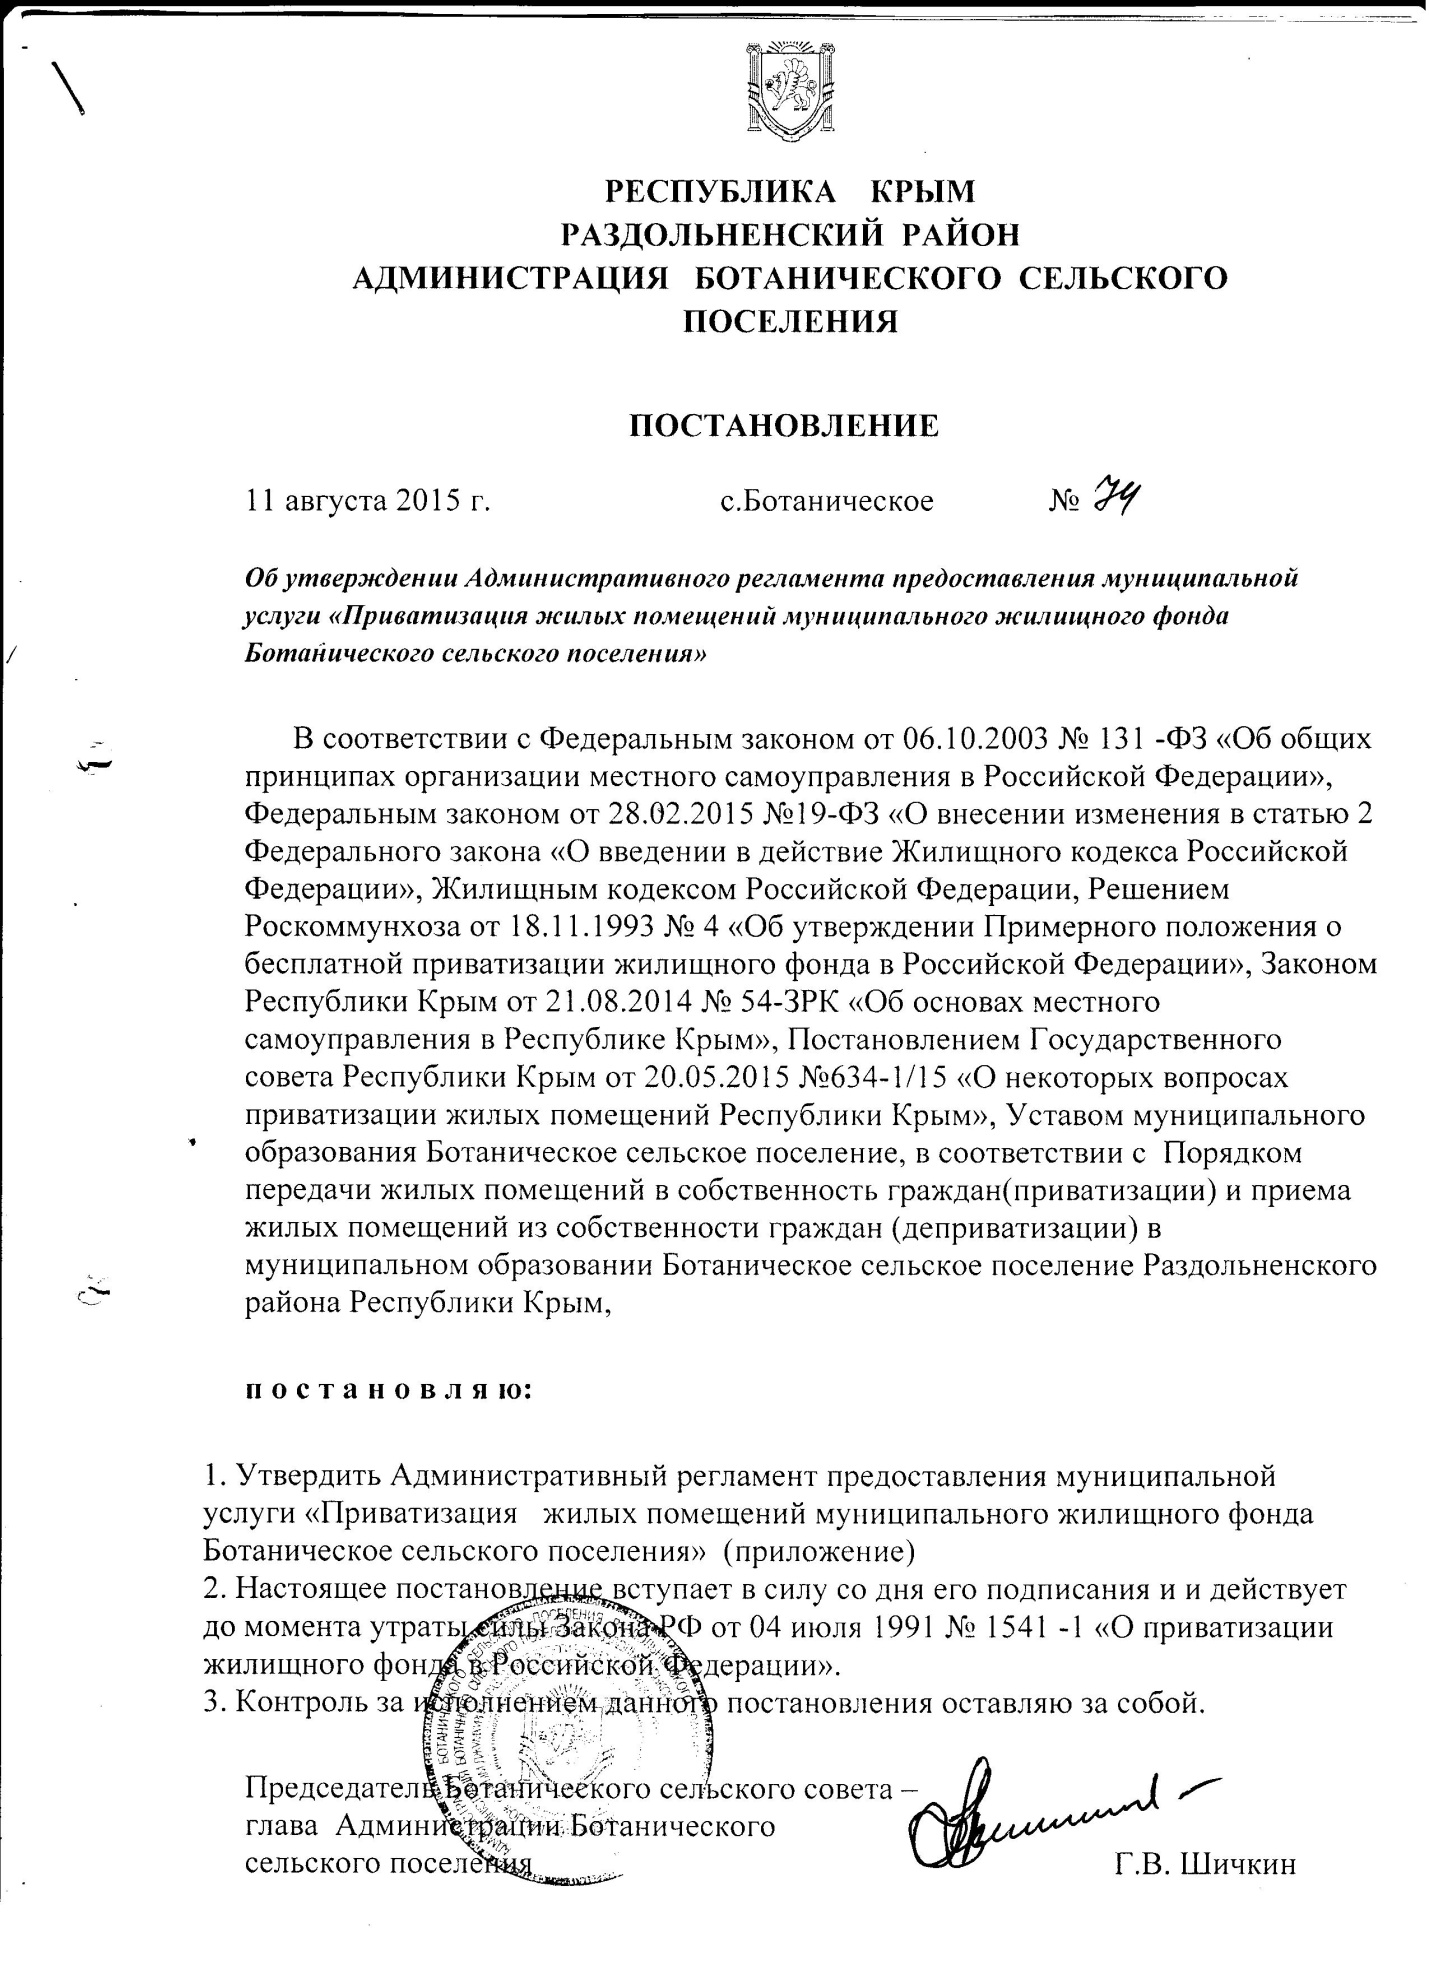 РЕСПУБЛИКА КРЫМ
РАЗДОЛЬНЕНСКИЙ РАЙОН
АДМИНИСТРАЦИЯ БОТАНИЧЕСКОГО СЕЛЬСКОГО
ПОСЕЛЕНИЯ
ПОСТАНОВЛЕНИЕ
11 августа 2015 г. с.Ботаническое № 74
Об утверждении Административного регламента предоставления муниципальной
услуги «Приватизация жилых помещений муниципального жилищного фонда
Ботанического сельского поселения»
В соответствии с Федеральным законом от 06.10.2003 № 131 -ФЗ «Об общих
принципах организации местного самоуправления в Российской Федерации»,
Федеральным законом от 28.02.2015 №19-ФЗ «О внесении изменения в статью 2
Федерального закона «О введении в действие Жилищного кодекса Российской
Федерации», Жилищным кодексом Российской Федерации, Решением
Роскоммунхоза от 18.11.1993 № 4 «Об утверждении Примерного положения о
бесплатной приватизации жилищного фонда в Российской Федерации», Законом
Республики Крым от 21.08.2014 № 54-ЗРК «Об основах местного
самоуправления в Республике Крым», Постановлением Государственного
совета Республики Крым от 20.05.2015 №634-1/15 «О некоторых вопросах
приватизации жилых помещений Республики Крым», Уставом муниципального
образования Ботаническое сельское поселение, в соответствии с Порядком
передачи жилых помещений в собственность граждан(приватизации) и приема
жилых помещений из собственности граждан (деприватизации) в
муниципальном образовании Ботаническое сельское поселение Раздольненского
района Республики Крым,
п о с т а н о в л я ю:
1. Утвердить Административный регламент предоставления муниципальной
услуги «Приватизация жилых помещений муниципального жилищного фонда
Ботаническое сельского поселения» (приложение)
2. Настоящее постановление вступает в силу со дня его подписания и и действует
до момента утраты силы Закона РФ от 04 июля 1991 № 1541 -1 «О приватизации
жилищного фонда в Российской Федерации».
3. Контроль за исполнением данного постановления оставляю за собой.
Председатель Ботанического сельского совета –
глава Администрации Ботанического
сельского поселения Г.В. Шичкин